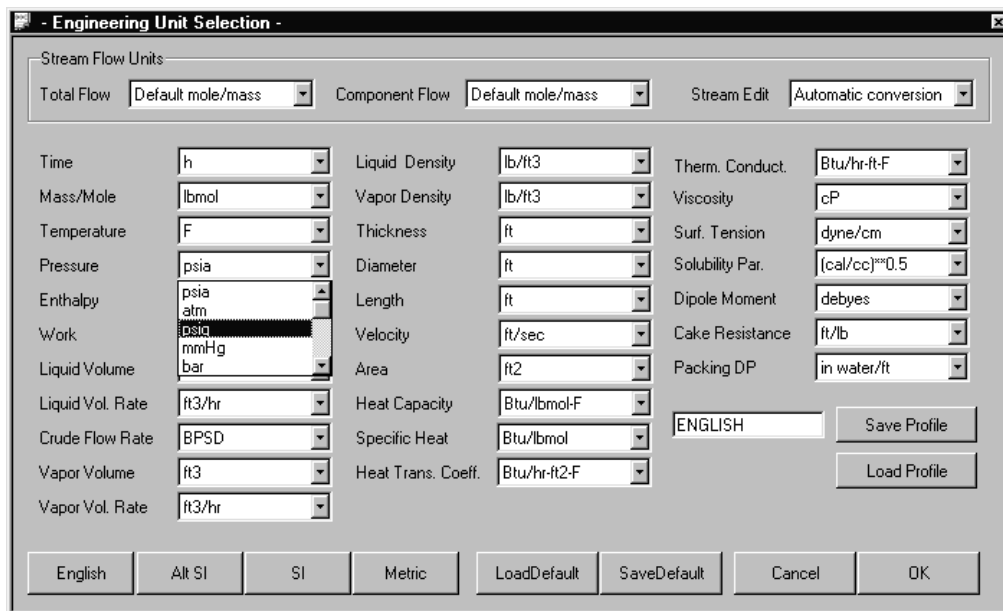 - Engineering Unit Selection -
Stream Flow Units
Total Flow Default mole/mass Component Flow Default mole/mass Stream Edit Automatic conversion
Time h Liquid Density lb/ft3 Therm. Conduct. Btu/hr-ft-F
Mass/Mole lbmol Vapor Density lb/ft3 Viscosity cP
Temperature F Thickness ft Surf. Tension dyne/cm
Pressure psia Diameter ft Solubility Par. (cal/cc)**0.5
psia
atm
Enthalpy Length ft Dipole Moment debyes
psig
Work Velocity ft/sec Cake Resistance ft/lb
mmHg
bar
Liquid Volume Area ft2 Packing DP in water/ft
Liquid Vol. Rate ft3/hr Heat Capacity Btu/lbmol-F
ENGLISH Save Profile
Crude Flow Rate BPSD Specific Heat Btu/lbmol
Vapor Volume ft3 Heat Trans. Coeff. Btu/hr-ft2-F Load Profile
Vapor Vol. Rate ft3/hr
English Alt SI SI Metric LoadDefault SaveDefault Cancel OK